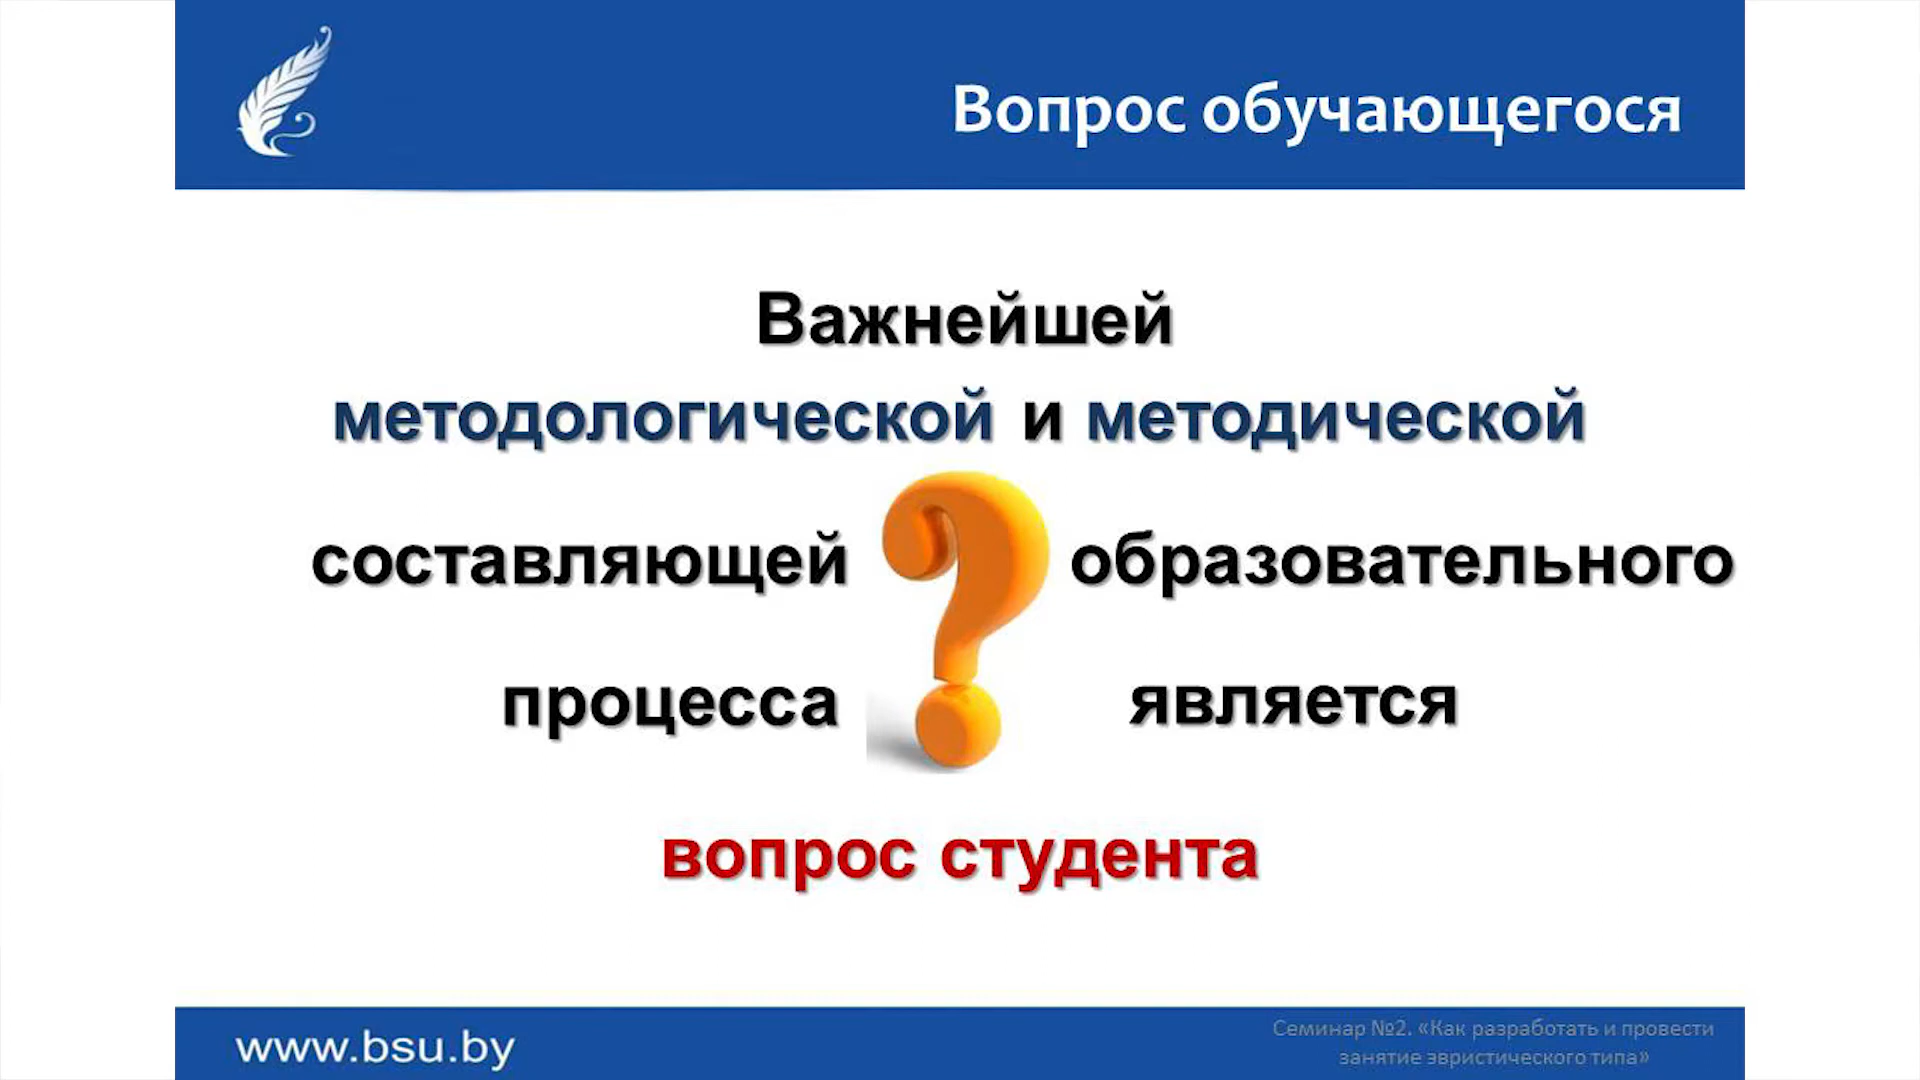 Вопрос обучающегося
Важнейшей
методологической и методической
составляющей образовательного
процесса является
вопрос студента
www.bsu.by
Семинар №2. «Как разработать и провести
занятие эвристического типа»